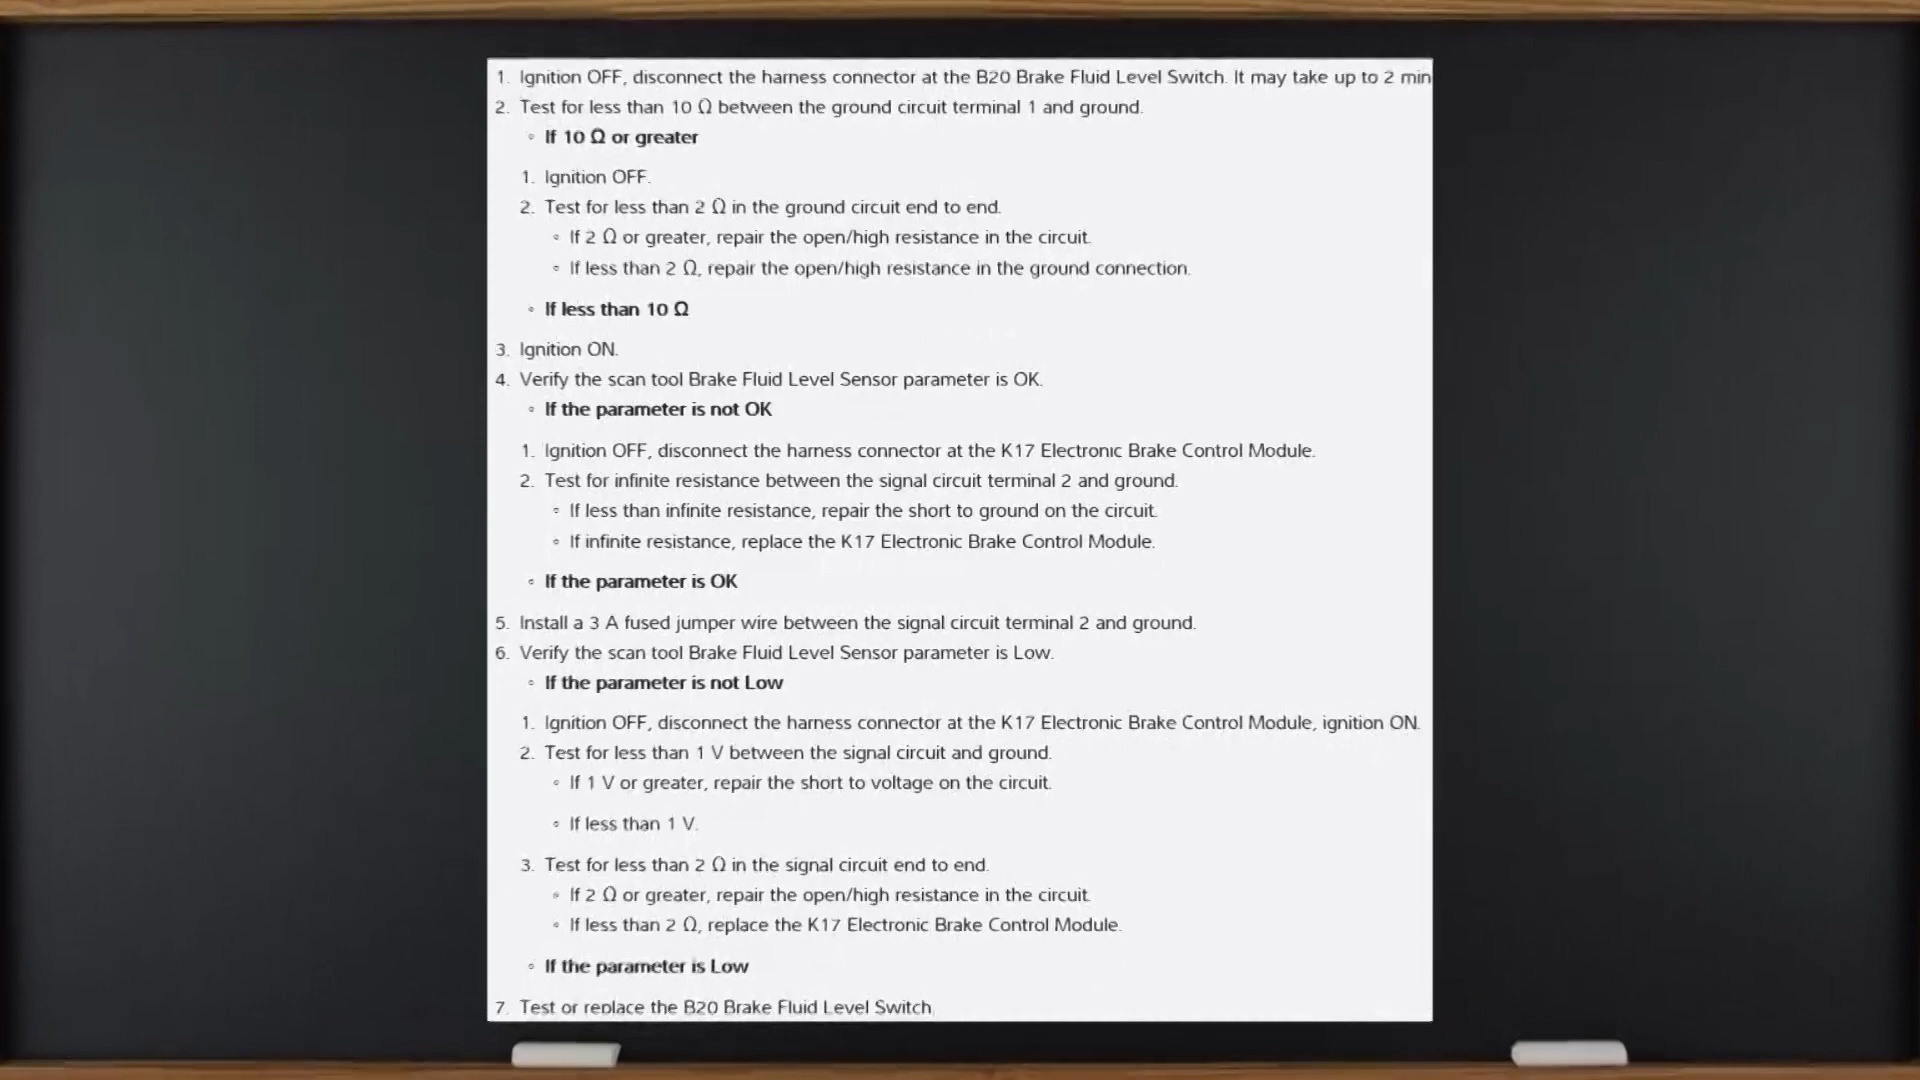 1. Ignition OFF, disconnect the harness connector at the B20 Brake Fluid Level Switch. It may take up to 2 min
2. Test for less than 10 Ω between the ground circuit terminal 1 and ground.
◦ If 10 Ω or greater
1. Ignition OFF.
2. Test for less than 2 Ω in the ground circuit end to end.
◦ If 2 Ω or greater, repair the open/high resistance in the circuit.
◦ If less than 2 Ω, repair the open/high resistance in the ground connection.
◦ If less than 10 Ω
3. Ignition ON.
4. Verify the scan tool Brake Fluid Level Sensor parameter is OK.
◦ If the parameter is not OK
1. Ignition OFF, disconnect the harness connector at the K17 Electronic Brake Control Module.
2. Test for infinite resistance between the signal circuit terminal 2 and ground.
◦ If less than infinite resistance, repair the short to ground on the circuit.
◦ If infinite resistance, replace the K17 Electronic Brake Control Module.
◦ If the parameter is OK
5. Install a 3 A fused jumper wire between the signal circuit terminal 2 and ground.
6. Verify the scan tool Brake Fluid Level Sensor parameter is Low.
◦ If the parameter is not Low
1. Ignition OFF, disconnect the harness connector at the K17 Electronic Brake Control Module, ignition ON.
2. Test for less than 1 V between the signal circuit and ground.
◦ If 1 V or greater, repair the short to voltage on the circuit.
◦ If less than 1 V.
3. Test for less than 2 Ω in the signal circuit end to end.
◦ If 2 Ω or greater, repair the open/high resistance in the circuit.
◦ If less than 2 Ω, replace the K17 Electronic Brake Control Module.
◦ If the parameter is Low
7. Test or replace the B20 Brake Fluid Level Switch.